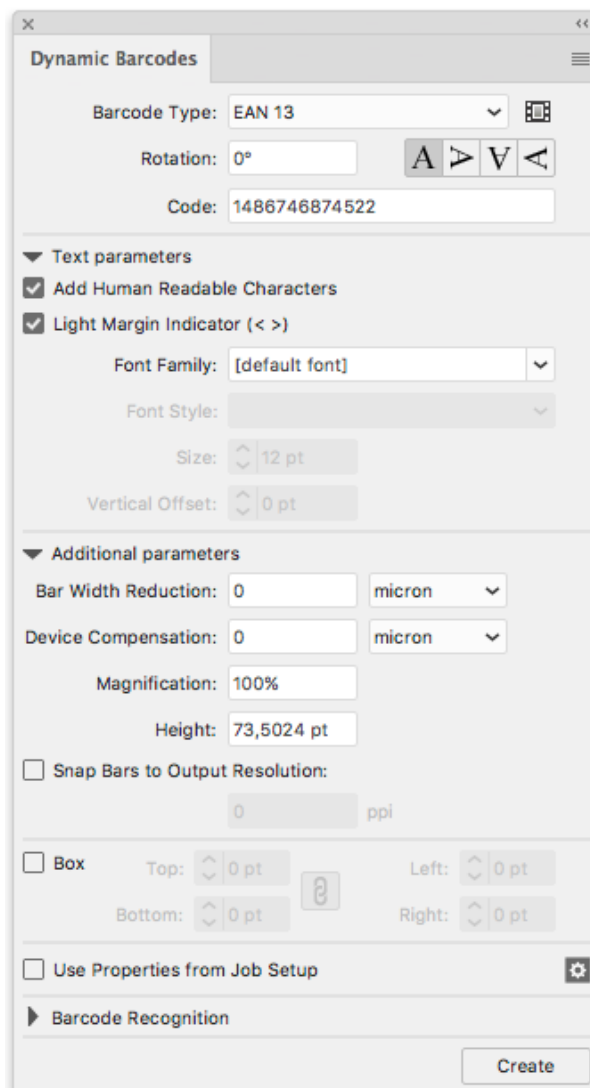 Dynamic Barcodes
Barcode Type: EAN 13
Rotation: 0° A A A A
Code: 1486746874522
Text parameters
Add Human Readable Characters
Light Margin Indicator (< >)
Font Family: [default font]
Font Style:
Size: 12 pt
Vertical Offset: 0 pt
Additional parameters
Bar Width Reduction: 0 micron
Device Compensation: 0 micron
Magnification: 100%
Height: 73,5024 pt
Snap Bars to Output Resolution:
0 ppi
Box Top: 0 pt Left: 0 pt
Bottom: 0 pt Right: 0 pt
Use Properties from Job Setup
Barcode Recognition
Create